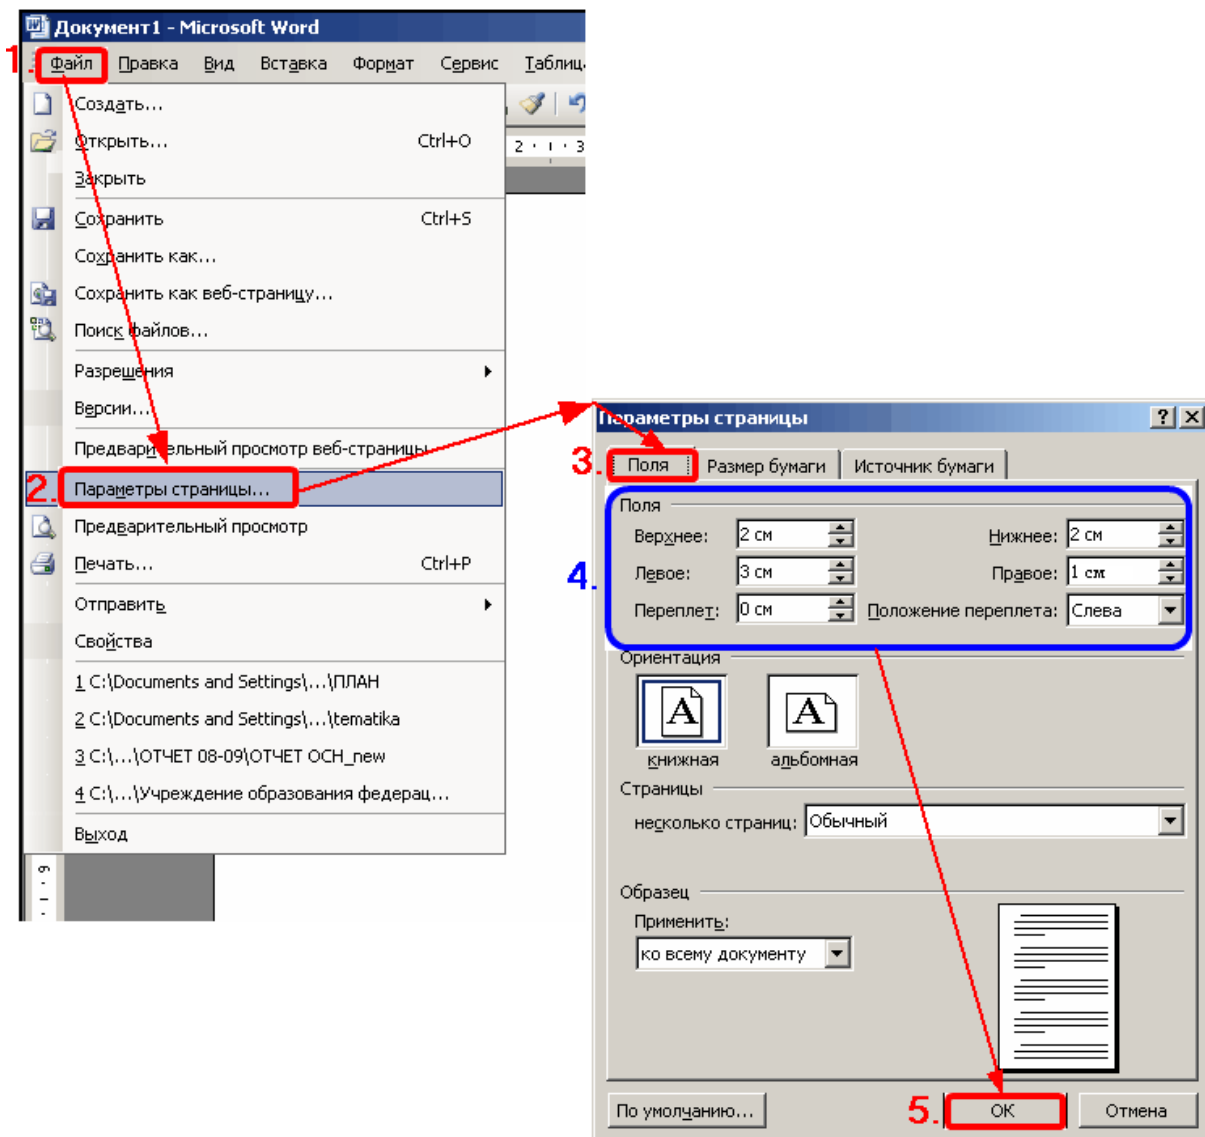 Документ1 - Microsoft Word
1. Файл Правка Вид Вставка Формат Сервис Таблиц
Создать...
Открыть... Ctrl+O
2 · ı · 3
Закрыть
Сохранить Ctrl+S
Сохранить как...
Сохранить как веб-страницу...
Поиск файлов...
Разрешения
Версии...
Предварительный просмотр веб-страницы
2. Параметры страницы...
Предварительный просмотр
Печать... Ctrl+P
Отправить
Свойства
1 C:\Documents and Settings\...\ПЛАН
2 C:\Documents and Settings\...\tematika
3 C:\...\ОТЧЕТ 08-09\ОТЧЕТ ОСН_new
4 C:\...\Учреждение образования федерац...
Выход
Параметры страницы ? X
3. Поля Размер бумаги Источник бумаги
4.
Поля
Верхнее: 2 см Нижнее: 2 см
Левое: 3 см Правое: 1 см
Переплет: 0 см Положение переплета: Слева
Ориентация
A A
книжная альбомная
Страницы
несколько страниц: Обычный
Образец
Применить:
ко всему документу
По умолчанию... 5. ОК Отмена